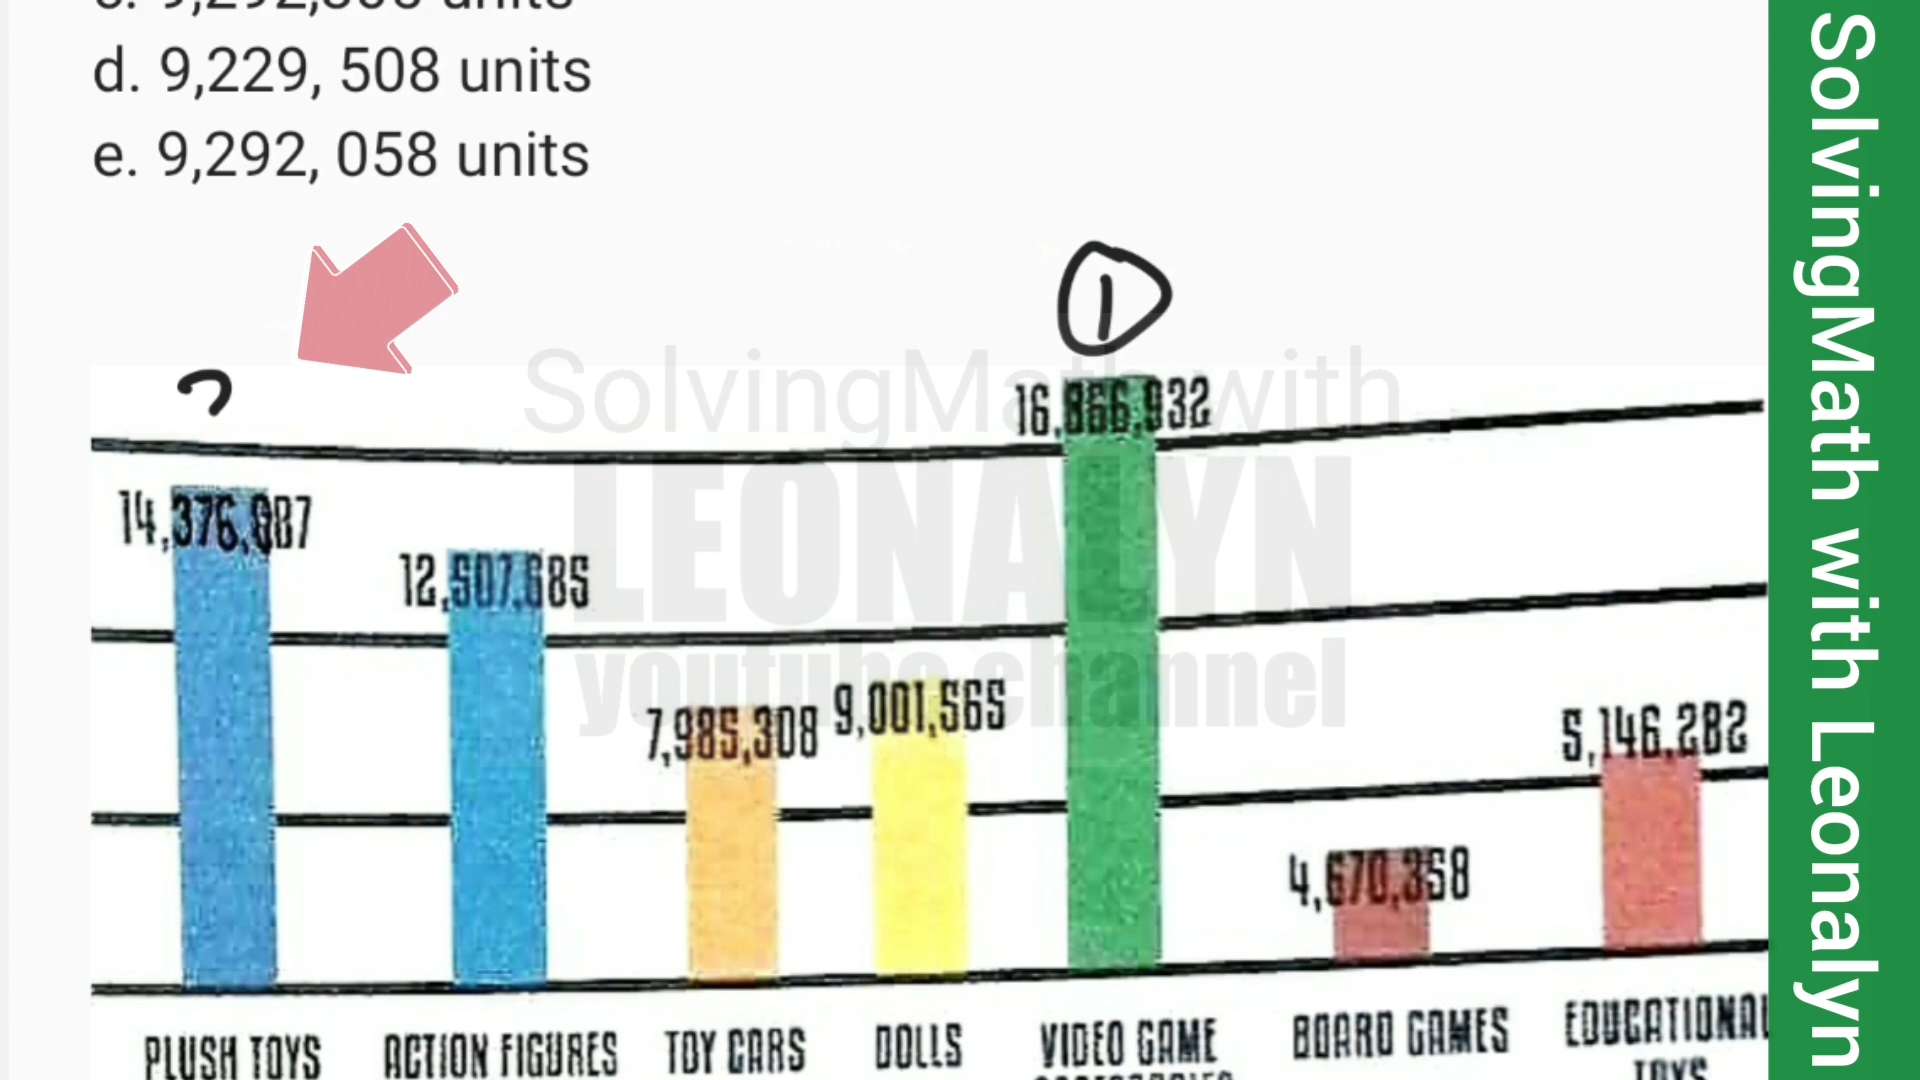 d. 9,229, 508 units
e. 9,292, 058 units
1
SolvingMath with
LEONALYN
youtube channel
16,866,932
14,376,987
12,507,685
7,985,308
9,001,565
5,146,282
4,670,358
PLUSH TOYS
ACTION FIGURES
TOY CARS
DOLLS
VIDEO GAME
BOARD GAMES
EDUCATIONAL
TOYS
SolvingMath with Leonalyn